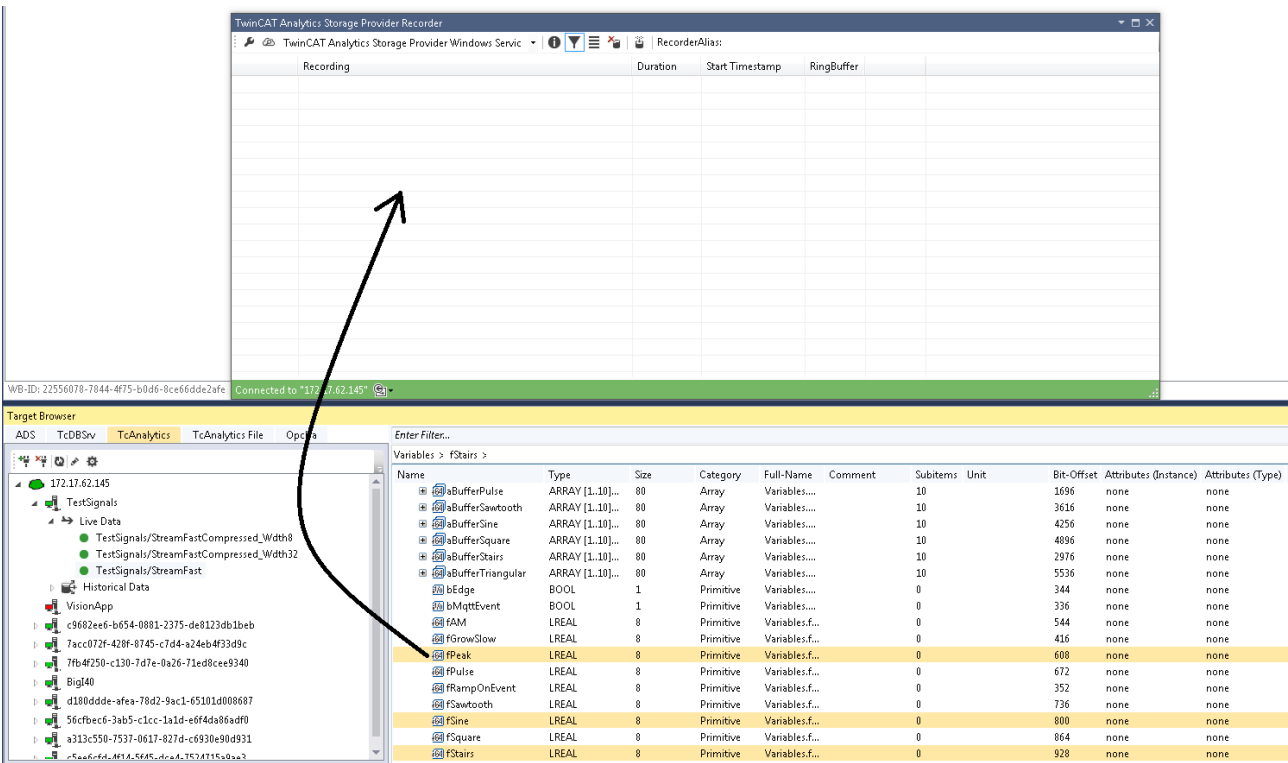 TwinCAT Analytics Storage Provider Recorder
TwinCAT Analytics Storage Provider Windows Servic RecorderAlias:
Recording Duration Start Timestamp RingBuffer
WB-ID: 22556078-7844-4f75-b0d6-8ce66dde2afe Connected to "172.17.62.145"
Target Browser
ADS TcDBSrv TcAnalytics TcAnalytics File
172.17.62.145
TestSignals
Live Data
TestSignals/StreamFastCompressed_Wdth8
TestSignals/StreamFastCompressed_Wdth32
TestSignals/StreamFast
Historical Data
VisionApp
c9682ee6-b654-0881-2375-de8123db1beb
7acc072f-428f-8745-c7d4-a24eb4f33d9c
7fb4f250-c130-7d7e-0a26-71ed8cee9340
BigI40
d180ddde-afea-78d2-9ac1-65101d008687
56cfbec6-3ab5-c1cc-1a1d-e6f4da86adf0
a313c550-7537-0617-827d-c6930e90d931
Enter Filter...
Variables > fStairs >
Name Type Size Category Full-Name Comment Subitems Unit Bit-Offset Attributes (Instance) Attributes (Type)
aBufferPulse ARRAY [1..10]... 80 Array Variables.... 10 1696 none none
aBufferSawtooth ARRAY [1..10]... 80 Array Variables.... 10 3616 none none
aBufferSine ARRAY [1..10]... 80 Array Variables.... 10 4256 none none
aBufferSquare ARRAY [1..10]... 80 Array Variables.... 10 4896 none none
aBufferStairs ARRAY [1..10]... 80 Array Variables.... 10 2976 none none
aBufferTriangular ARRAY [1..10]... 80 Array Variables.... 10 5536 none none
bEdge BOOL 1 Primitive Variables.... 0 344 none none
bMqttEvent BOOL 1 Primitive Variables.... 0 336 none none
fAM LREAL 8 Primitive Variables.f... 0 544 none none
fGrowSlow LREAL 8 Primitive Variables.f... 0 416 none none
fPeak LREAL 8 Primitive Variables.f... 0 608 none none
fPulse LREAL 8 Primitive Variables.f... 0 672 none none
fRampOnEvent LREAL 8 Primitive Variables.f... 0 352 none none
fSawtooth LREAL 8 Primitive Variables.f... 0 736 none none
fSine LREAL 8 Primitive Variables.f... 0 800 none none
fSquare LREAL 8 Primitive Variables.f... 0 864 none none
fStairs LREAL 8 Primitive Variables.f... 0 928 none none